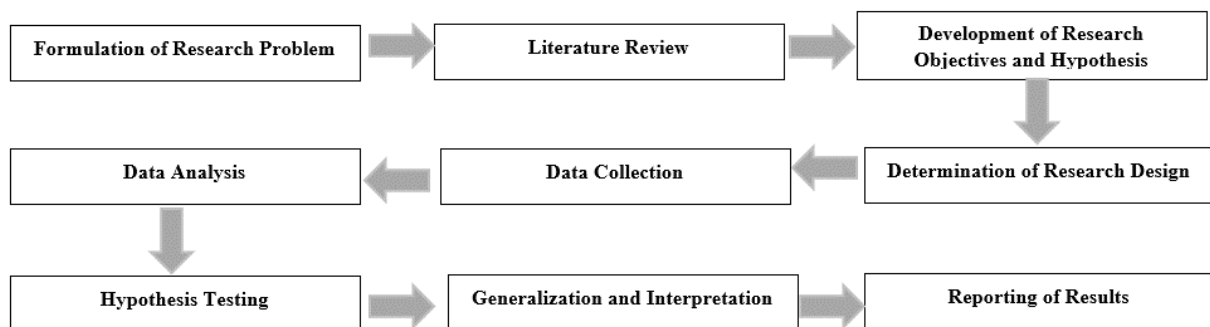 Formulation of Research Problem
Literature Review
Development of Research
Objectives and Hypothesis
Determination of Research Design
Data Collection
Data Analysis
Hypothesis Testing
Generalization and Interpretation
Reporting of Results